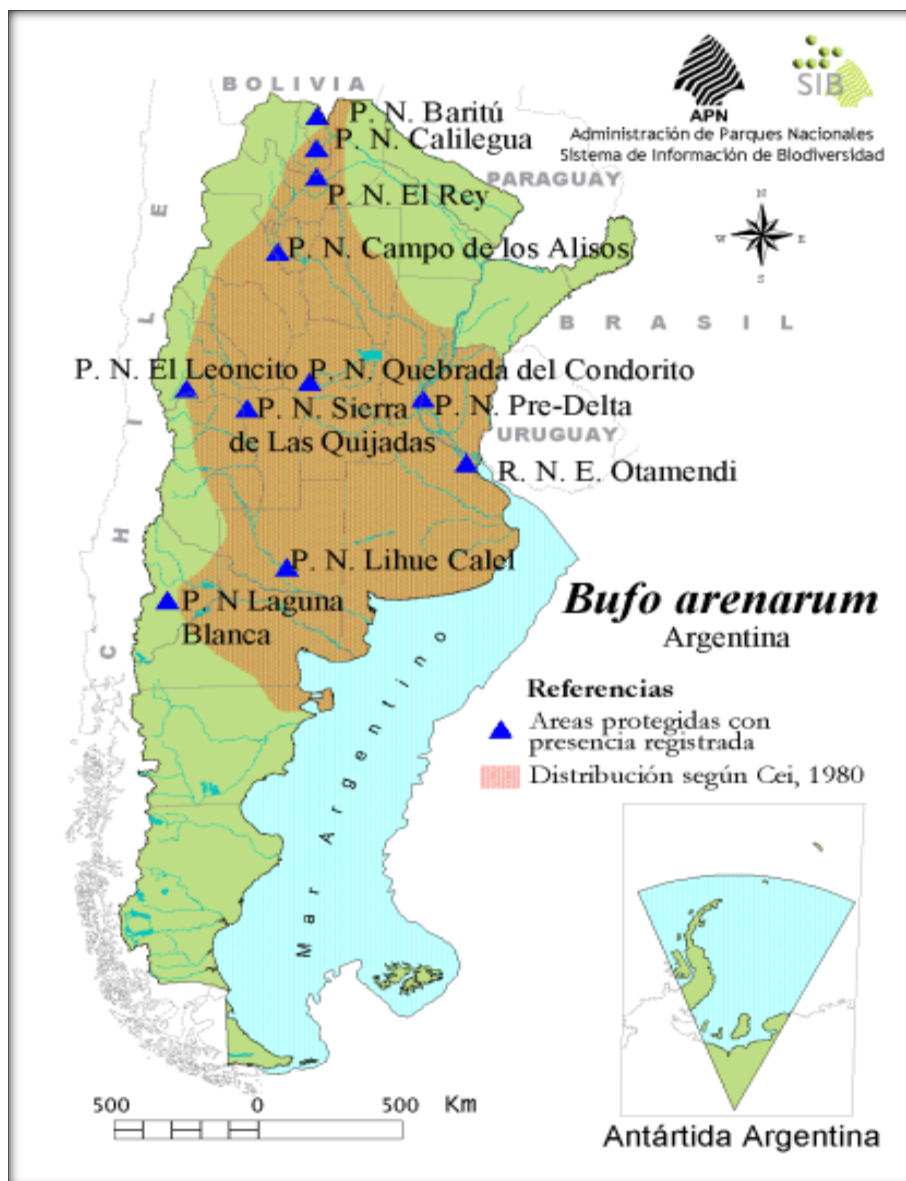 BOLIVIA
APN
SIB
Administración de Parques Nacionales
Sistema de Información de Biodiversidad
P. N. Baritú
P. N. Calilegua
PARAGUAY
P. N. El Rey
N
W E
S
P. N. Campo de los Alisos
BRASIL
CHILE
P. N. El Leoncito
P. N. Quebrada del Condorito
P. N. Sierra
de Las Quijadas
P. N. Pre-Delta
URUGUAY
R. N. E. Otamendi
P. N. Lihue Calel
P. N Laguna
Blanca
Bufo arenarum
Argentina
Mar Argentino
Referencias
Areas protegidas con
presencia registrada
Distribución según Cei, 1980
500 0 500 Km
Antártida Argentina